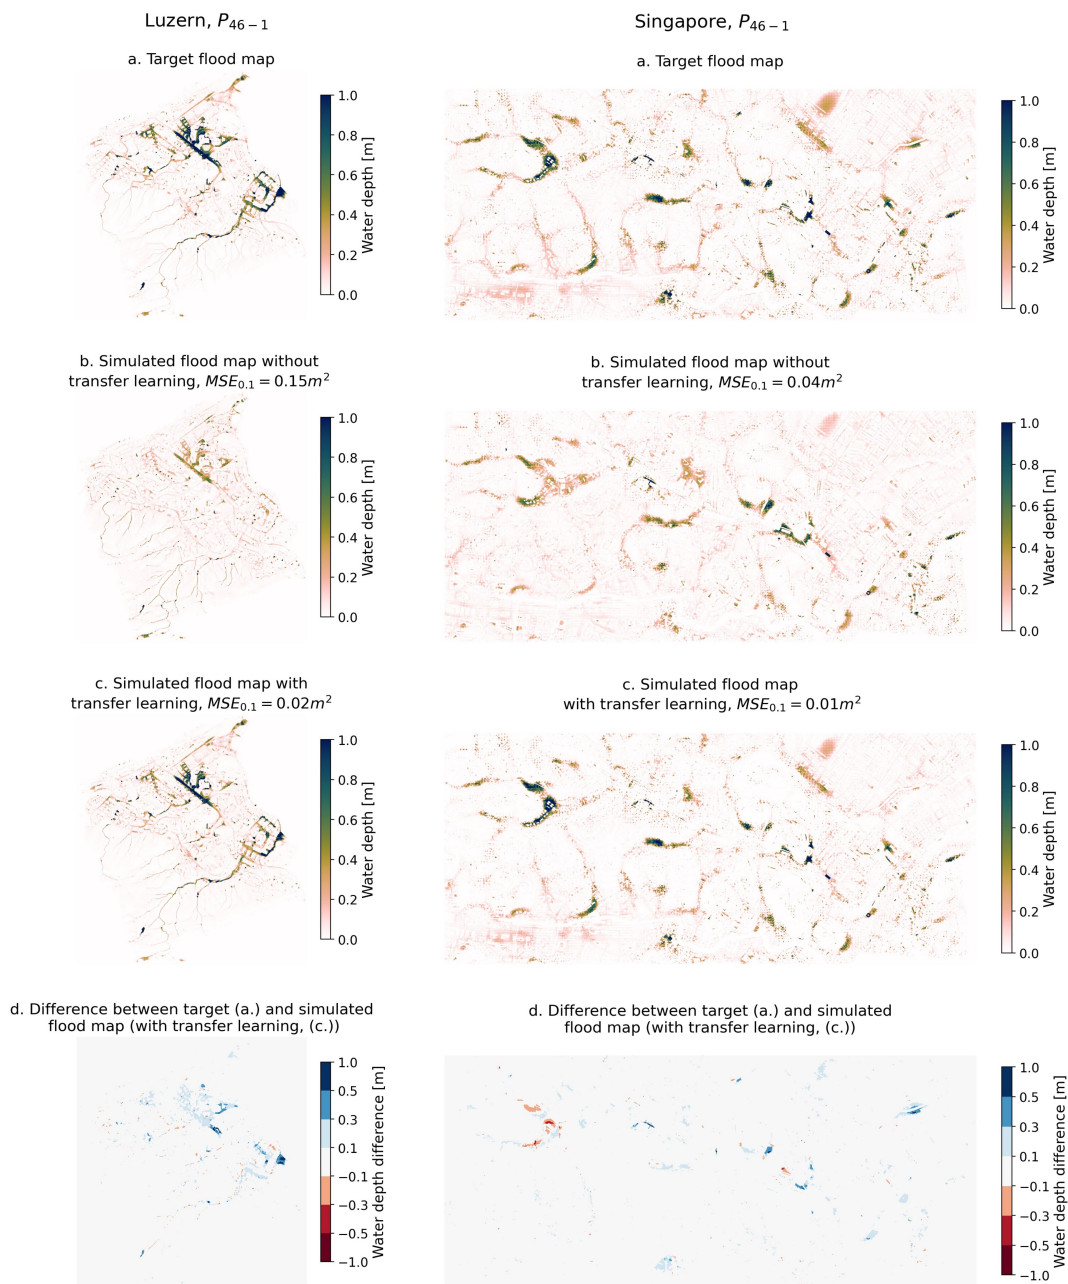 Luzern, P46−1
Singapore, P46−1
a. Target flood map
1.0
0.8
0.6
0.4
0.2
0.0
Water depth [m]
a. Target flood map
1.0
0.8
0.6
0.4
0.2
0.0
Water depth [m]
b. Simulated flood map without
transfer learning, MSE0.1 = 0.15m2
1.0
0.8
0.6
0.4
0.2
0.0
Water depth [m]
b. Simulated flood map without
transfer learning, MSE0.1 = 0.04m2
1.0
0.8
0.6
0.4
0.2
0.0
Water depth [m]
c. Simulated flood map with
transfer learning, MSE0.1 = 0.02m2
1.0
0.8
0.6
0.4
0.2
0.0
Water depth [m]
c. Simulated flood map
with transfer learning, MSE0.1 = 0.01m2
1.0
0.8
0.6
0.4
0.2
0.0
Water depth [m]
d. Difference between target (a.) and simulated
flood map (with transfer learning, (c.))
1.0
0.5
0.3
0.1
−0.1
−0.3
−0.5
−1.0
Water depth difference [m]
d. Difference between target (a.) and simulated
flood map (with transfer learning, (c.))
1.0
0.5
0.3
0.1
−0.1
−0.3
−0.5
−1.0
Water depth difference [m]